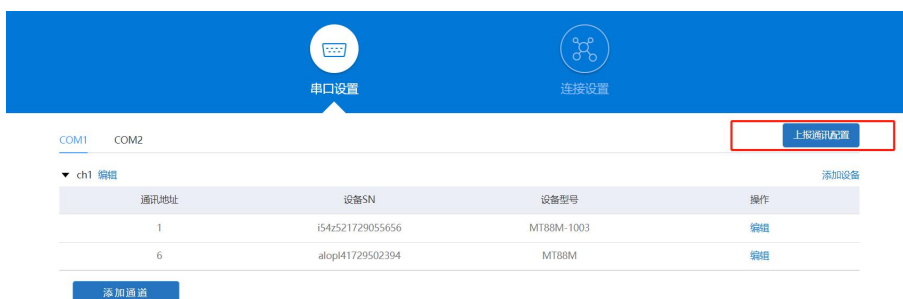 串口设置 连接设置
COM1 COM2 上报通讯配置
ch1 编辑 添加设备
通讯地址 设备SN 设备型号 操作
1 i54z521729055656 MT88M-1003 编辑
6 alopl41729502394 MT88M 编辑
添加通道